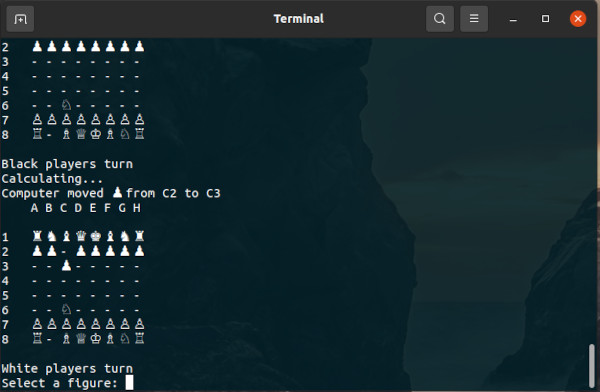 Terminal
2 ♟♟♟♟♟♟♟♟
3 - - - - - - - -
4 - - - - - - - -
5 - - - - - - - -
6 - - ♘ - - - - -
7 ♙♙♙♙♙♙♙♙
8 ♖ - ♗♕♔♗♘♖
Black players turn
Calculating...
Computer moved ♟from C2 to C3
A B C D E F G H
1 ♜♞♝♛♚♝♞♜
2 ♟♟ - ♟♟♟♟♟
3 - - ♟ - - - - -
4 - - - - - - - -
5 - - - - - - - -
6 - - ♘ - - - - -
7 ♙♙♙♙♙♙♙♙
8 ♖ - ♗♕♔♗♘♖
White players turn
Select a figure: